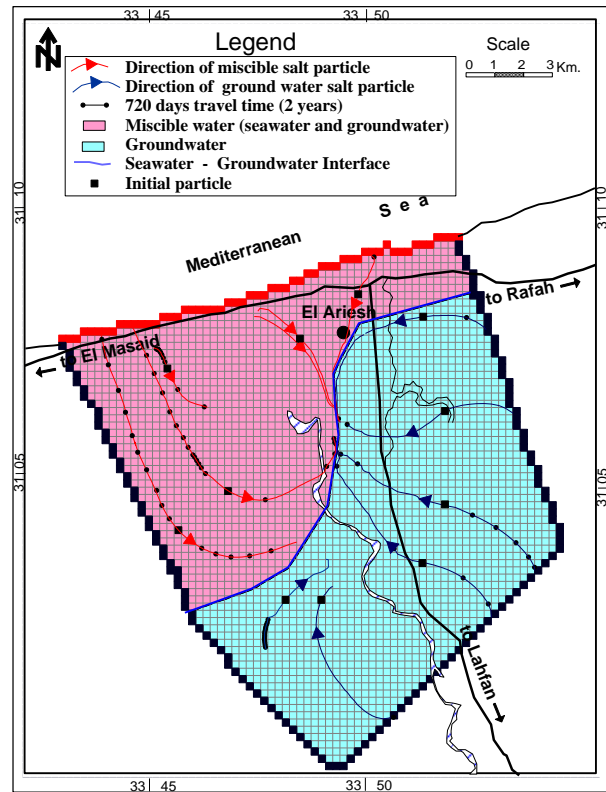 33 45
33 50
N
Legend
Scale
0 1 2 3 Km.
Direction of miscible salt particle
Direction of ground water salt particle
720 days travel time (2 years)
Miscible water (seawater and groundwater)
Groundwater
Seawater - Groundwater Interface
Initial particle
31 10
31 10
Mediterranean Sea
El Ariesh
to Rafah
to El Masaid
31 05
31 05
to Lahfan
33 45
33 50